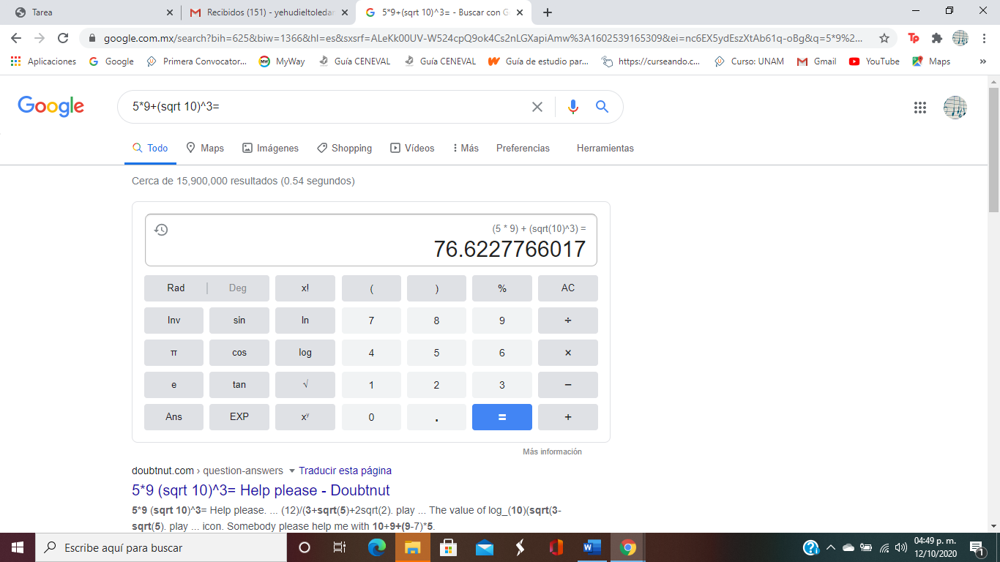 Tarea
Recibidos (151) - yehudieltoledar
5*9+(sqrt 10)^3= - Buscar con G
google.com.mx/search?bih=625&biw=1366&hl=es&sxsrf=ALeKk00UV-W524cpQ9ok4Cs2nLGXapiAmw%3A1602539165309&ei=nc6EX5ydEszXtAb61q-oBg&q=5*9%2...
Tp
Aplicaciones
Google
Primera Convocator...
MyWay
Guía CENEVAL
Guía CENEVAL
Guía de estudio par...
https://curseando.c...
Curso: UNAM
Gmail
YouTube
Maps
»
Google
5*9+(sqrt 10)^3=
Todo
Maps
Imágenes
Shopping
Vídeos
Más
Preferencias
Herramientas
Cerca de 15,900,000 resultados (0.54 segundos)
(5 * 9) + (sqrt(10)^3) =
76.6227766017
Rad | Deg x! ( ) % AC
Inv sin ln 7 8 9 ÷
π cos log 4 5 6 ×
e tan √ 1 2 3 −
Ans EXP xʸ 0 . = +
Más información
doubtnut.com › question-answers ▾ Traducir esta página
5*9 (sqrt 10)^3= Help please - Doubtnut
5*9 (sqrt 10)^3= Help please. ... (12)/(3+sqrt(5)+2sqrt(2). play ... The value of log_(10)(sqrt(3-
sqrt(5). play ... icon. Somebody please help me with 10+9+(9-7)*5.
Escribe aquí para buscar
04:49 p. m.
12/10/2020
1